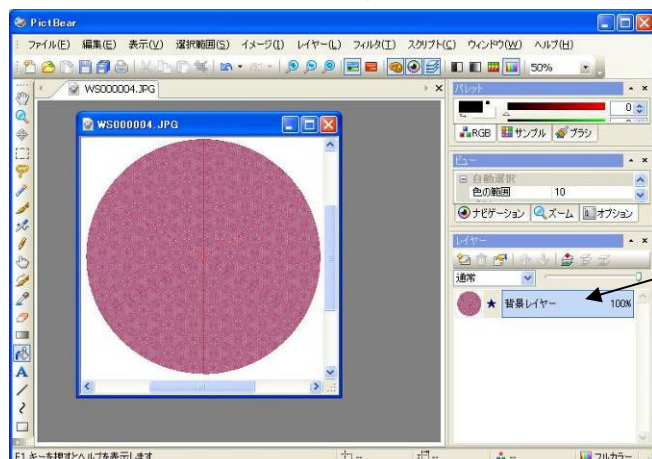 PictBear
ファイル(F) 編集(E) 表示(V) 選択範囲(S) イメージ(I) レイヤー(L) フィルタ(T) スクリプト(C) ウィンドウ(W) ヘルプ(H)
50%
WS000004.JPG
パレット
WS000004.JPG
0
RGB サンプル ブラシ
ビュー
自動選択
色の範囲 10
ナビゲーション ズーム オプション
レイヤー
通常
背景レイヤー 100%
F1 キーを押すとヘルプを表示します
フルカラー